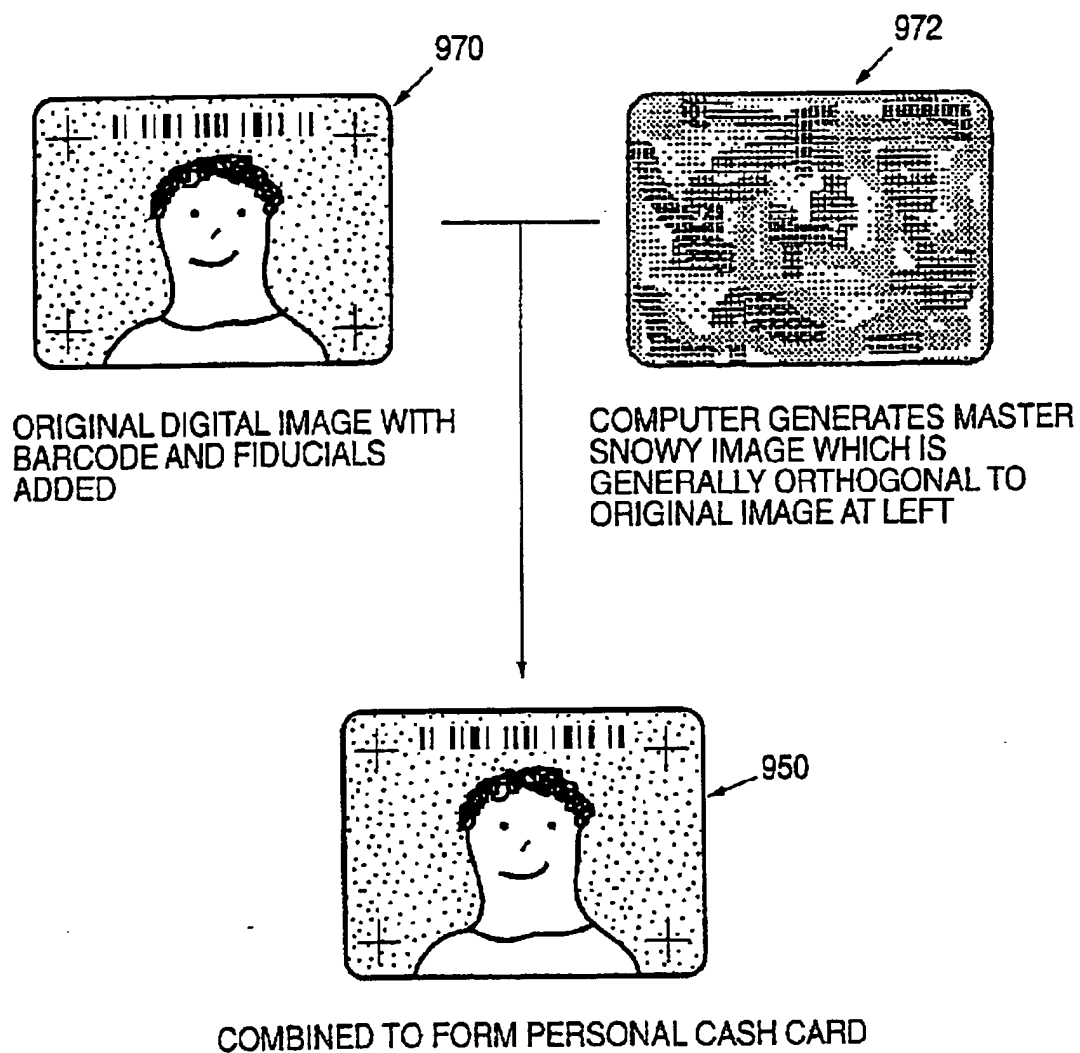 970
972
ORIGINAL DIGITAL IMAGE WITH
BARCODE AND FIDUCIALS
ADDED
COMPUTER GENERATES MASTER
SNOWY IMAGE WHICH IS
GENERALLY ORTHOGONAL TO
ORIGINAL IMAGE AT LEFT
950
COMBINED TO FORM PERSONAL CASH CARD